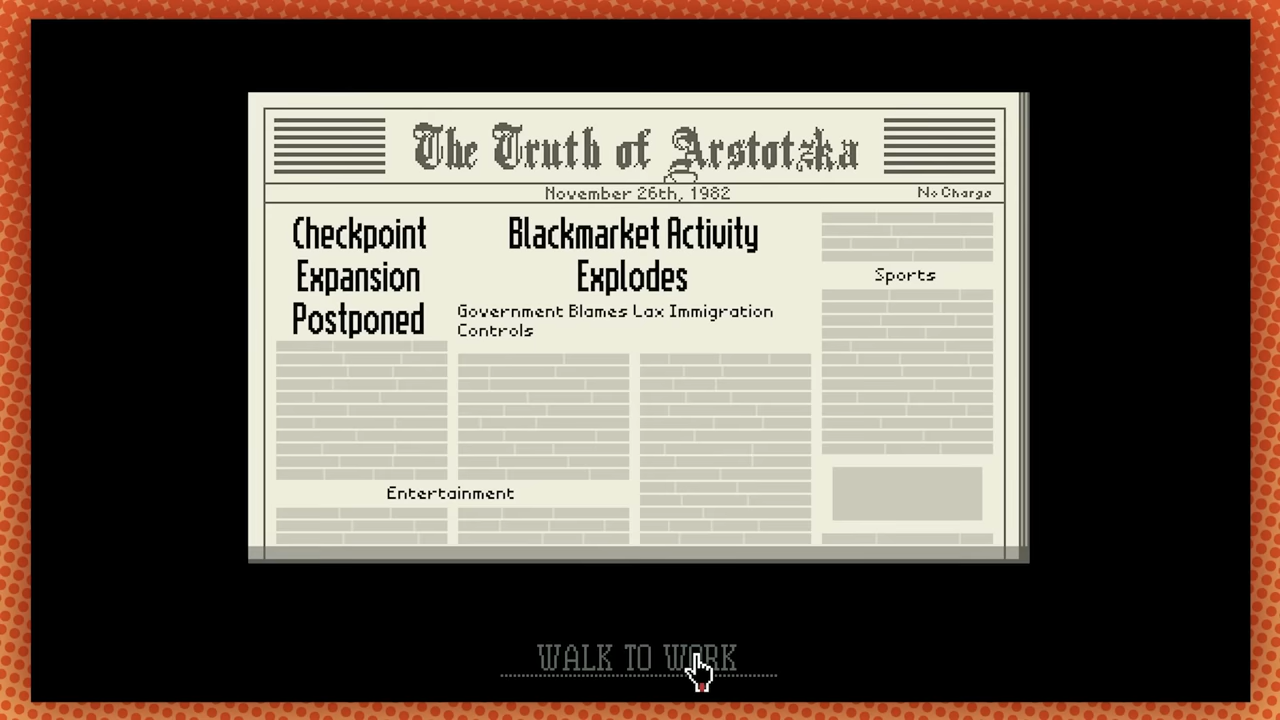 The Truth of Arstotzka
November 26th, 1982
No Charge
Checkpoint
Expansion
Postponed
Blackmarket Activity
Explodes
Government Blames Lax Immigration
Controls
Sports
Entertainment
WALK TO WORK